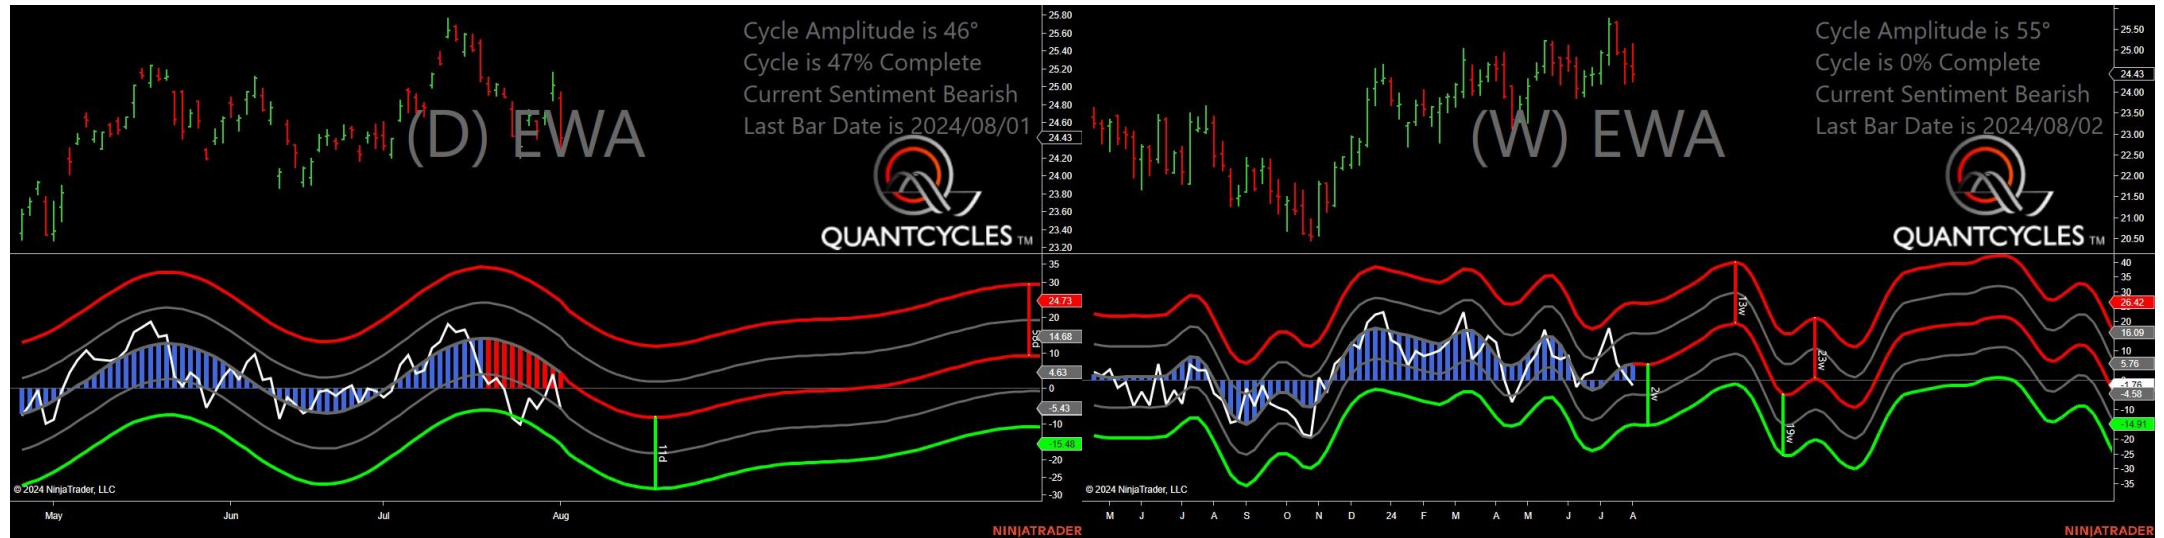 Cycle Amplitude is 46°
Cycle is 47% Complete
Current Sentiment Bearish
Last Bar Date is 2024/08/01
(D) EWA
QUANTCYCLES TM
25.80
25.60
25.40
25.20
25.00
24.80
24.60
24.43
24.20
24.00
23.80
23.60
23.40
23.20
35
30
24.73
20
14.68
10
4.63
0
-5.43
-10
-15.48
-20
-25
-30
11d
© 2024 NinjaTrader, LLC
May Jun Jul Aug
NINJATRADER
Cycle Amplitude is 55°
Cycle is 0% Complete
Current Sentiment Bearish
Last Bar Date is 2024/08/02
(W) EWA
QUANTCYCLES TM
25.50
25.00
24.43
24.00
23.50
23.00
22.50
22.00
21.50
21.00
20.50
40
35
30
26.42
20
16.09
10
5.76
-1.76
-4.58
-10
-14.91
-20
-25
-30
-35
2w
13w
19w
23w
© 2024 NinjaTrader, LLC
M J J A S O N D 24 F M A M J J A
NINJATRADER